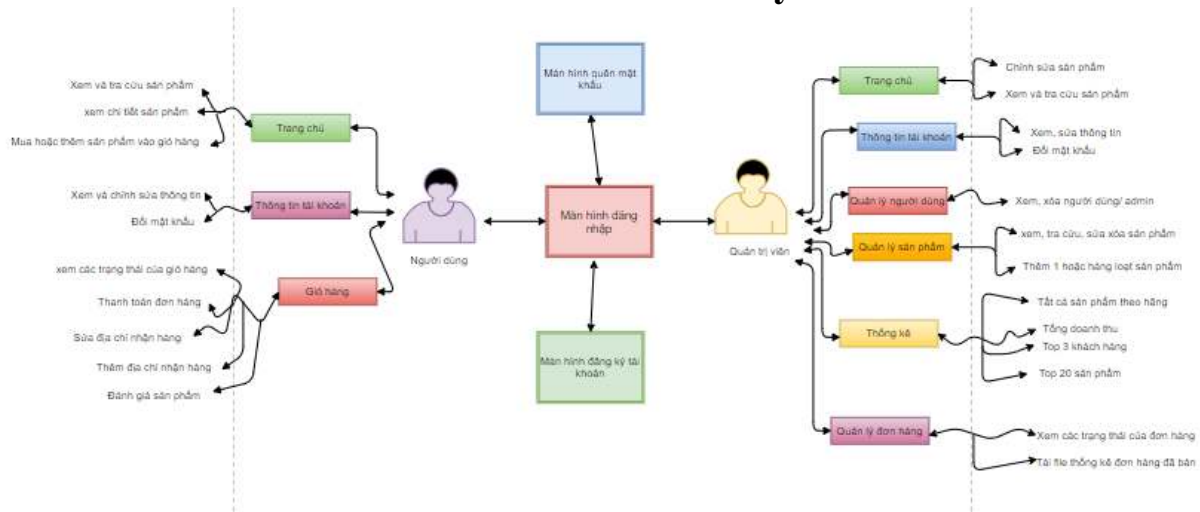 Xem và tra cứu sản phẩm
xem chi tiết sản phẩm
Mua hoặc thêm sản phẩm vào giỏ hàng
Trang chủ
Xem và chỉnh sửa thông tin
Đổi mật khẩu
Thông tin tài khoản
xem các trạng thái của giỏ hàng
Thanh toán đơn hàng
Sửa địa chỉ nhận hàng
Thêm địa chỉ nhận hàng
Đánh giá sản phẩm
Giỏ hàng
Người dùng
Màn hình quên mật
khẩu
Màn hình đăng
nhập
Màn hình đăng ký tài
khoản
Quản trị viên
Trang chủ
Chỉnh sửa sản phẩm
Xem và tra cứu sản phẩm
Thông tin tài khoản
Xem, sửa thông tin
Đổi mật khẩu
Quản lý người dùng
Xem, xóa người dùng/ admin
Quản lý sản phẩm
xem, tra cứu, sửa xóa sản phẩm
Thêm 1 hoặc hàng loạt sản phẩm
Thống kê
Tất cả sản phẩm theo hãng
Tổng doanh thu
Top 3 khách hàng
Top 20 sản phẩm
Quản lý đơn hàng
Xem các trạng thái của đơn hàng
Tải file thống kê đơn hàng đã bán